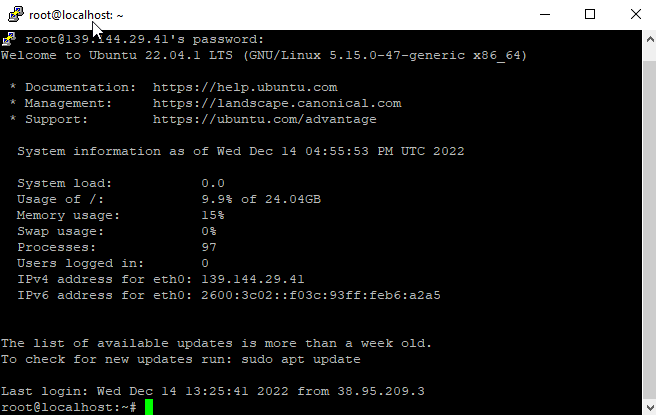 root@localhost: ~
root@139.144.29.41's password:
Welcome to Ubuntu 22.04.1 LTS (GNU/Linux 5.15.0-47-generic x86_64)
* Documentation:  https://help.ubuntu.com
* Management:     https://landscape.canonical.com
* Support:        https://ubuntu.com/advantage
System information as of Wed Dec 14 04:55:53 PM UTC 2022
System load:           0.0
Usage of /:            9.9% of 24.04GB
Memory usage:          15%
Swap usage:            0%
Processes:             97
Users logged in:       0
IPv4 address for eth0: 139.144.29.41
IPv6 address for eth0: 2600:3c02::f03c:93ff:feb6:a2a5
The list of available updates is more than a week old.
To check for new updates run: sudo apt update
Last login: Wed Dec 14 13:25:41 2022 from 38.95.209.3
root@localhost:~#